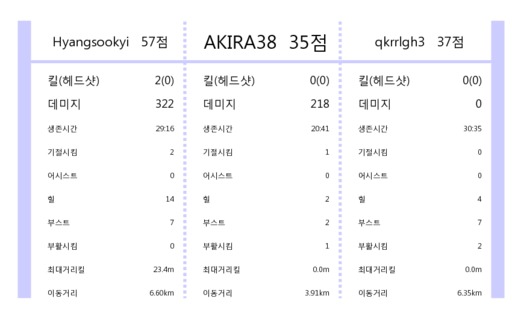 Hyangsookyi 57점 AKIRA38 35점 qkrrlgh3 37점
킬(헤드샷) 2(0) 킬(헤드샷) 0(0) 킬(헤드샷) 0(0)
데미지 322 데미지 218 데미지 0
생존시간 29:16 생존시간 20:41 생존시간 30:35
기절시킴 2 기절시킴 1 기절시킴 0
어시스트 0 어시스트 0 어시스트 0
힐 14 힐 2 힐 4
부스트 7 부스트 2 부스트 7
부활시킴 0 부활시킴 1 부활시킴 2
최대거리킬 23.4m 최대거리킬 0.0m 최대거리킬 0.0m
이동거리 6.60km 이동거리 3.91km 이동거리 6.35km